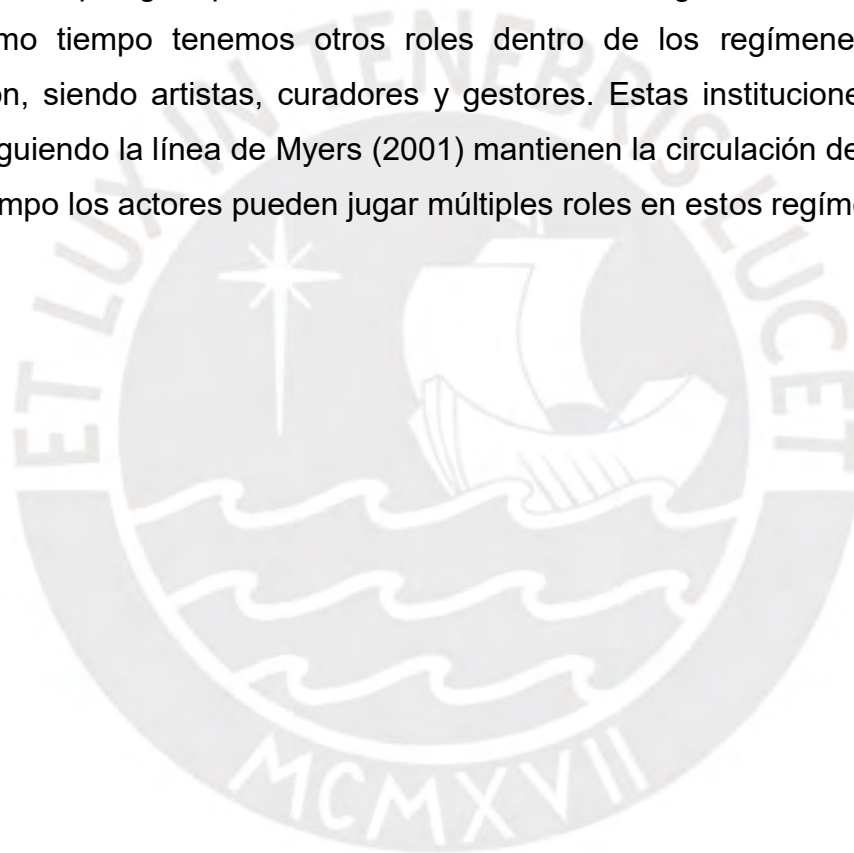 mo tiempo tenemos otros roles dentro de los regímene
n, siendo artistas, curadores y gestores. Estas institucione
guiendo la línea de Myers (2001) mantienen la circulación de
mpo los actores pueden jugar múltiples roles en estos regím
ET LUX IN TENEBRIS LUCET
MCMXVII